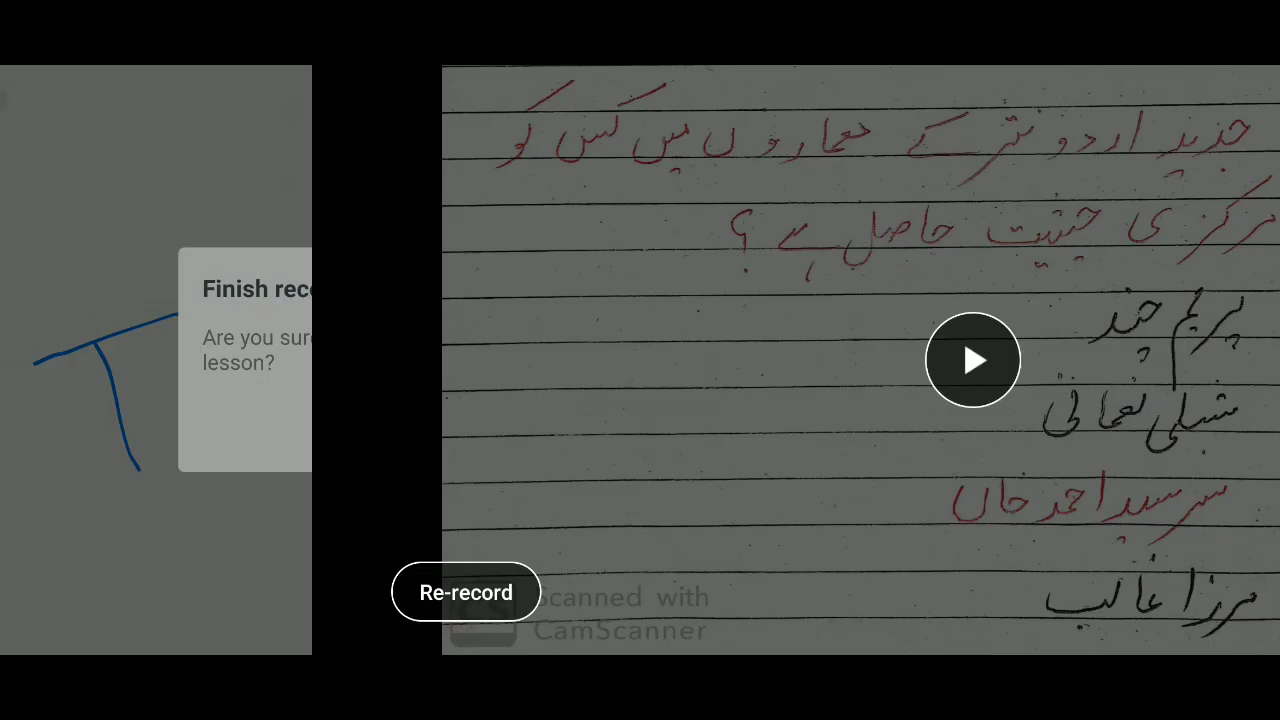 جدید اردو نثر کے معماروں میں کس کو
مرکزی حیثیت حاصل ہے؟
پریم چند
شبلی نعمانی
سرسید احمد خاں
مرزا غالب
Finish rec
Are you sur
lesson?
Re-record
Scanned with
CamScanner